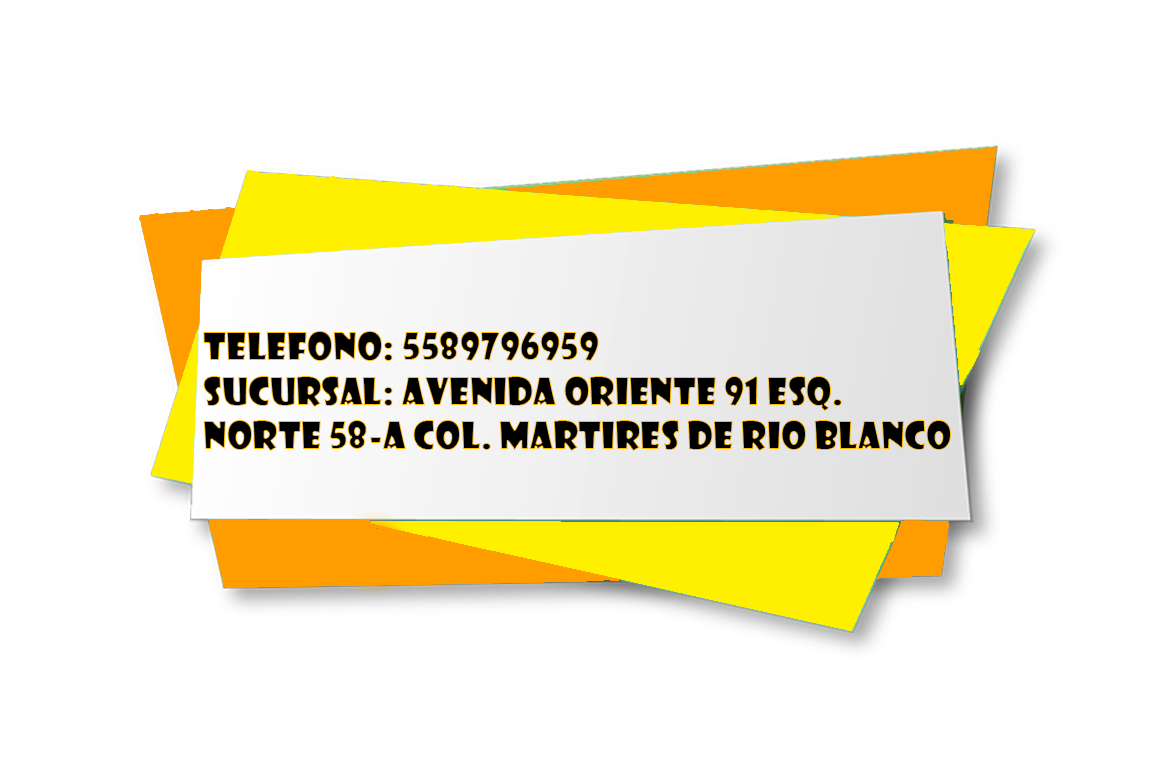 TELEFONO: 5589796959
SUCURSAL: AVENIDA ORIENTE 91 ESQ.
NORTE 58-A COL. MARTIRES DE RIO BLANCO